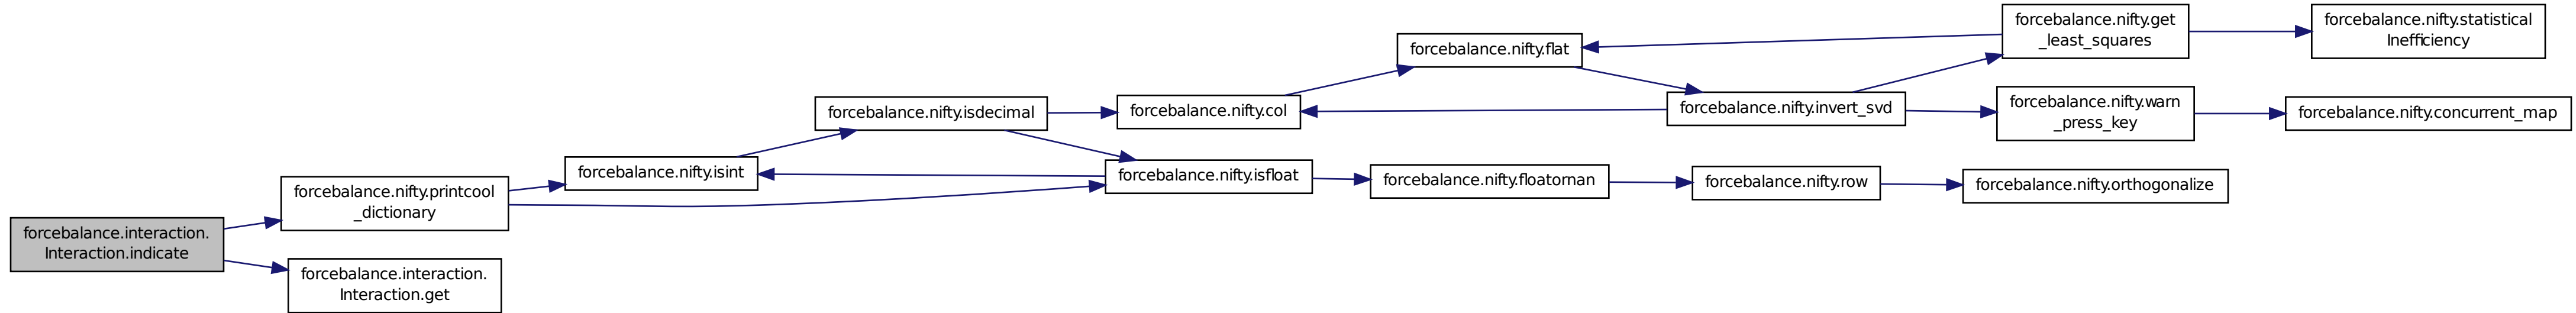 forcebalance.interaction.
Interaction.indicate
forcebalance.nifty.printcool
_dictionary
forcebalance.interaction.
Interaction.get
forcebalance.nifty.isint
forcebalance.nifty.isdecimal
forcebalance.nifty.col
forcebalance.nifty.isfloat
forcebalance.nifty.flat
forcebalance.nifty.floatornan
forcebalance.nifty.invert_svd
forcebalance.nifty.row
forcebalance.nifty.get
_least_squares
forcebalance.nifty.warn
_press_key
forcebalance.nifty.orthogonalize
forcebalance.nifty.statistical
Inefficiency
forcebalance.nifty.concurrent_map